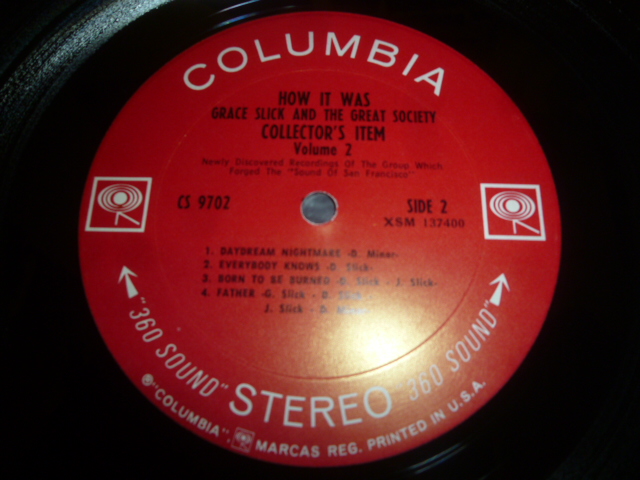 COLUMBIA
HOW IT WAS
GRACE SLICK AND THE GREAT SOCIETY
COLLECTOR'S ITEM
Volume 2
Newly Discovered Recordings Of The Group Which
Forged The "Sound Of San Francisco"
CS 9702
SIDE 2
XSM 137400
1. DAYDREAM NIGHTMARE -D. Miner-
2. EVERYBODY KNOWS -D. Slick-
3. BORN TO BE BURNED -D. Slick - J. Slick-
4. FATHER -G. Slick - D. Slick
J. Slick - D. Miner-
"360 SOUND" STEREO "360 SOUND"
Ⓟ "COLUMBIA", MARCAS REG. PRINTED IN U.S.A.